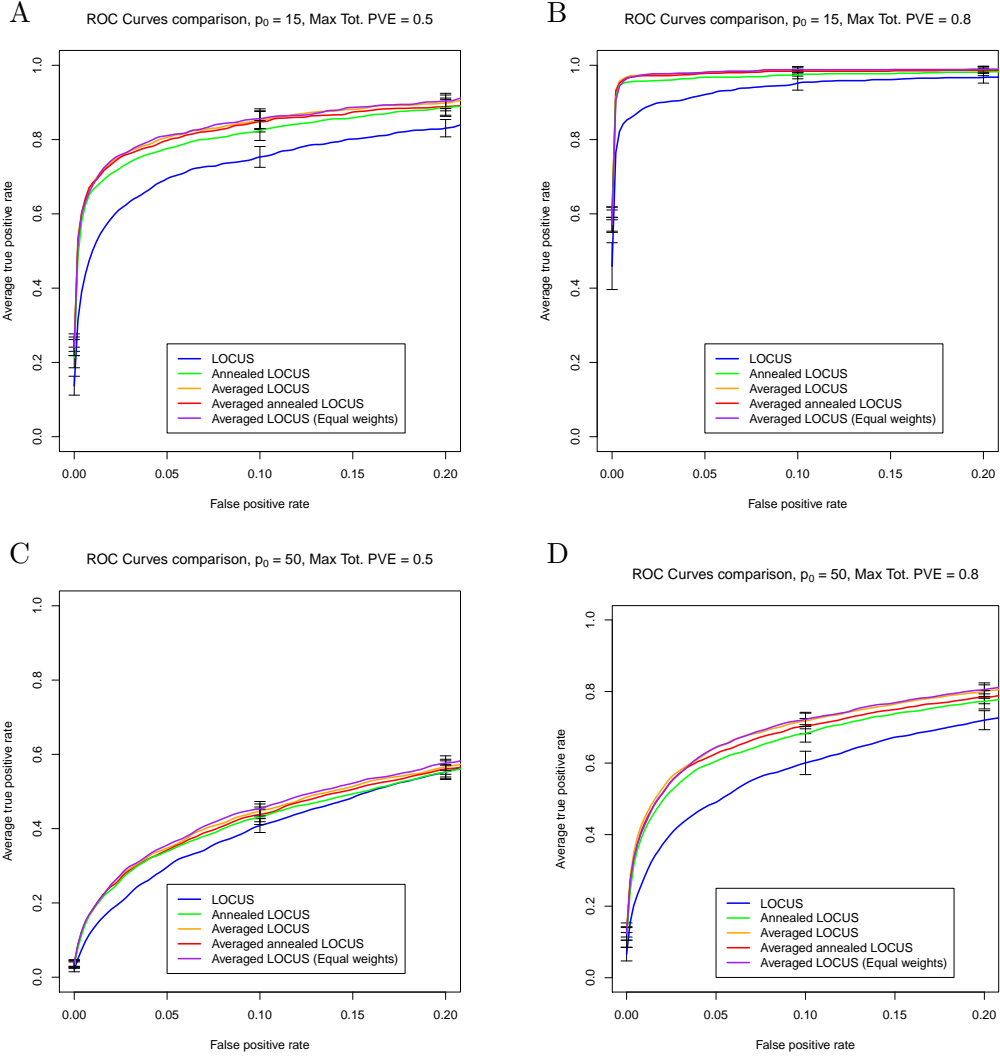 A
ROC Curves comparison, p₀ = 15, Max Tot. PVE = 0.5
Average true positive rate
1.0
0.8
0.6
0.4
0.2
0.0
LOCUS
Annealed LOCUS
Averaged LOCUS
Averaged annealed LOCUS
Averaged LOCUS (Equal weights)
0.00 0.05 0.10 0.15 0.20
False positive rate
B
ROC Curves comparison, p₀ = 15, Max Tot. PVE = 0.8
Average true positive rate
1.0
0.8
0.6
0.4
0.2
0.0
LOCUS
Annealed LOCUS
Averaged LOCUS
Averaged annealed LOCUS
Averaged LOCUS (Equal weights)
0.00 0.05 0.10 0.15 0.20
False positive rate
C
ROC Curves comparison, p₀ = 50, Max Tot. PVE = 0.5
Average true positive rate
1.0
0.8
0.6
0.4
0.2
0.0
LOCUS
Annealed LOCUS
Averaged LOCUS
Averaged annealed LOCUS
Averaged LOCUS (Equal weights)
0.00 0.05 0.10 0.15 0.20
False positive rate
D
ROC Curves comparison, p₀ = 50, Max Tot. PVE = 0.8
Average true positive rate
1.0
0.8
0.6
0.4
0.2
0.0
LOCUS
Annealed LOCUS
Averaged LOCUS
Averaged annealed LOCUS
Averaged LOCUS (Equal weights)
0.00 0.05 0.10 0.15 0.20
False positive rate